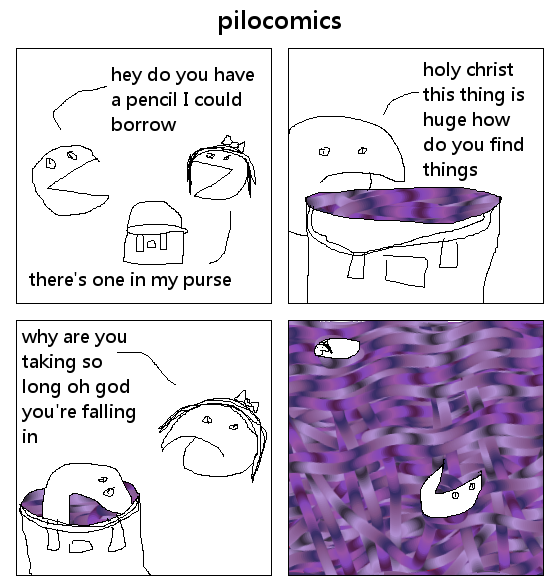 pilocomics
hey do you have
a pencil I could
borrow
there's one in my purse
holy christ
this thing is
huge how
do you find
things
why are you
taking so
long oh god
you're falling
in